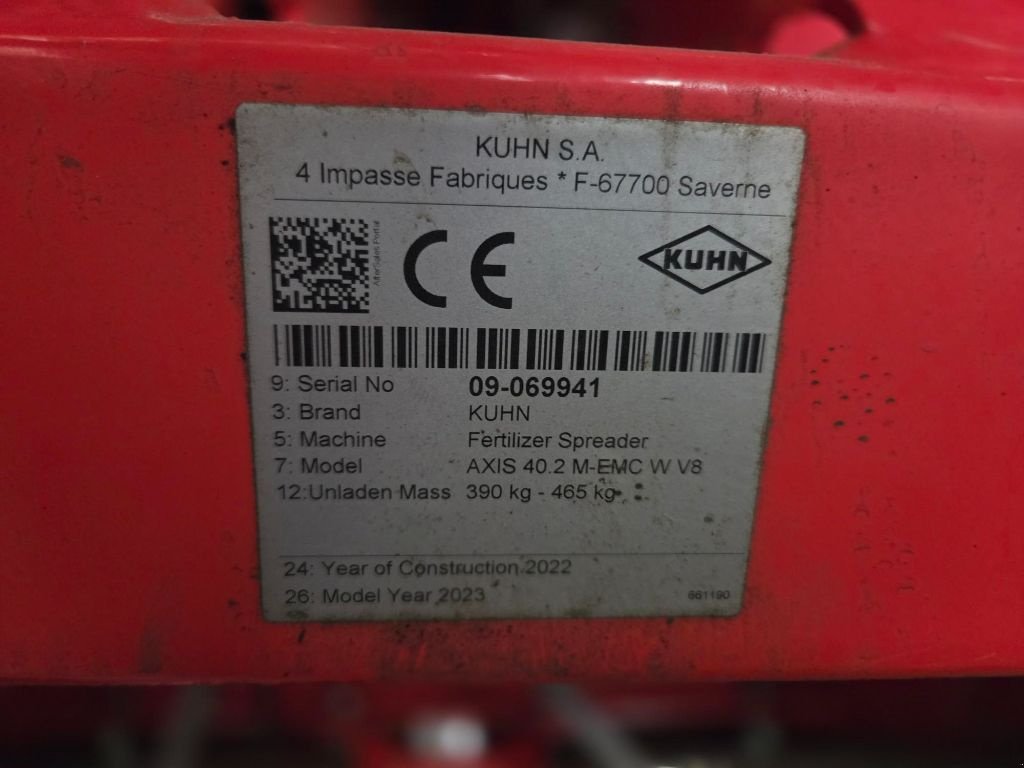 KUHN S.A.
4 Impasse Fabriques * F-67700 Saverne
AfterSales Portal
CE
KUHN
9: Serial No 09-069941
3: Brand KUHN
5: Machine Fertilizer Spreader
7: Model AXIS 40.2 M-EMC W V8
12:Unladen Mass 390 kg - 465 kg
24: Year of Construction 2022
26: Model Year 2023
661190